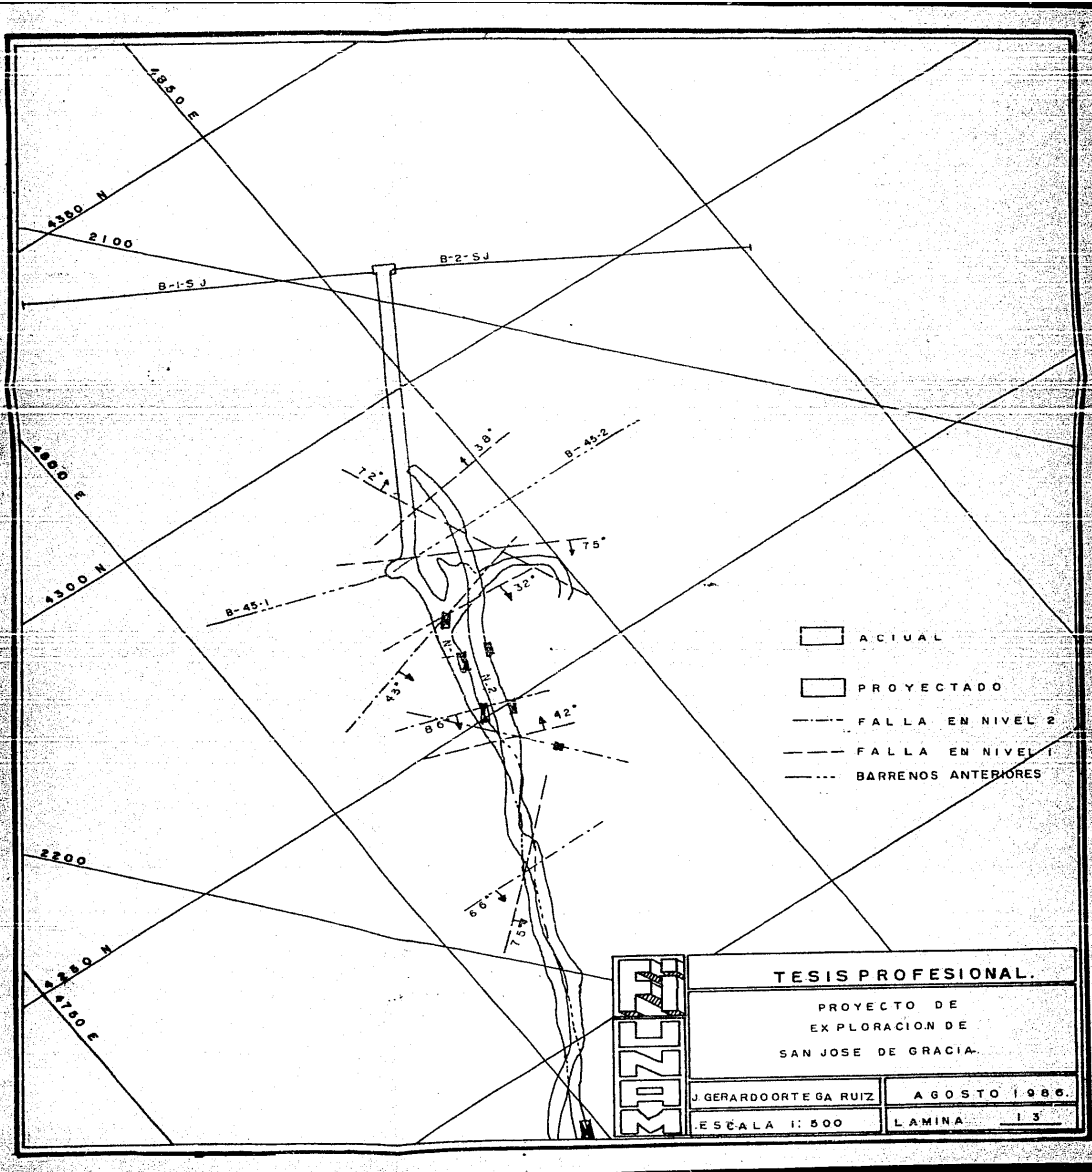 4850 E
4350 N
2100
B-2-SJ
B-1-SJ
4800 E
38°
B-45-2
72°
75°
4300 N
32°
B-45-1
N-1
N-2
43°
86°
42°
ACTUAL
PROYECTADO
FALLA EN NIVEL 2
FALLA EN NIVEL 1
BARRENOS ANTERIORES
2200
66°
75°
4250 N
4750 E
TESIS PROFESIONAL.
PROYECTO DE
EXPLORACION DE
SAN JOSE DE GRACIA
J. GERARDO ORTEGA RUIZ
AGOSTO 1986.
ESCALA 1:500
LAMINA 13